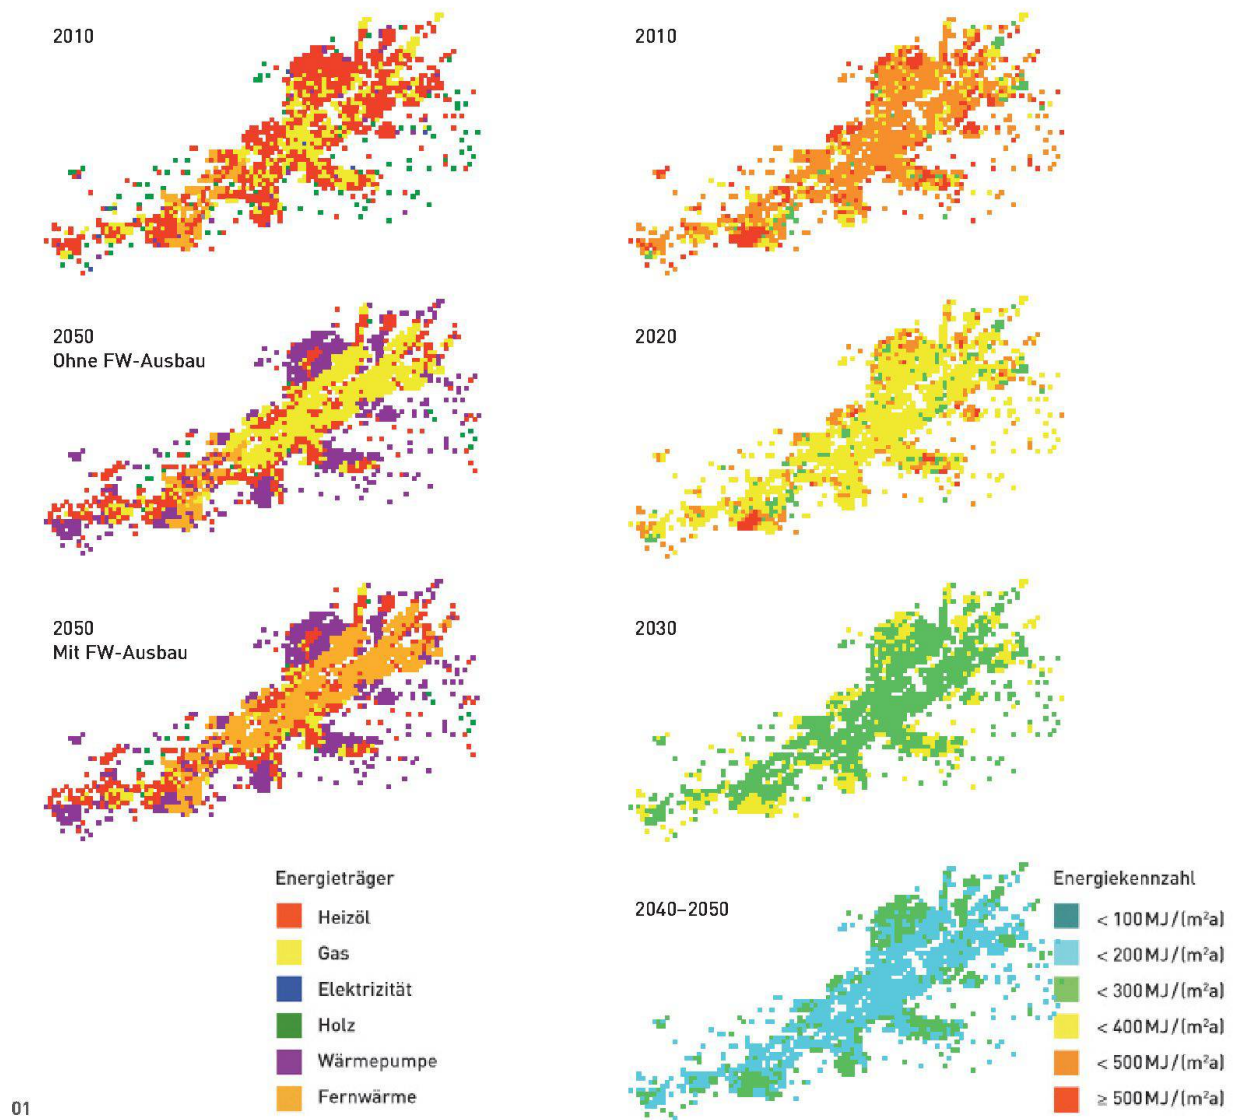 2010
2050
Ohne FW-Ausbau
2050
Mit FW-Ausbau
Energieträger
Heizöl
Gas
Elektrizität
Holz
Wärmepumpe
Fernwärme
01
2010
2020
2030
2040–2050
Energiekennzahl
< 100 MJ/(m²a)
< 200 MJ/(m²a)
< 300 MJ/(m²a)
< 400 MJ/(m²a)
< 500 MJ/(m²a)
≥ 500 MJ/(m²a)